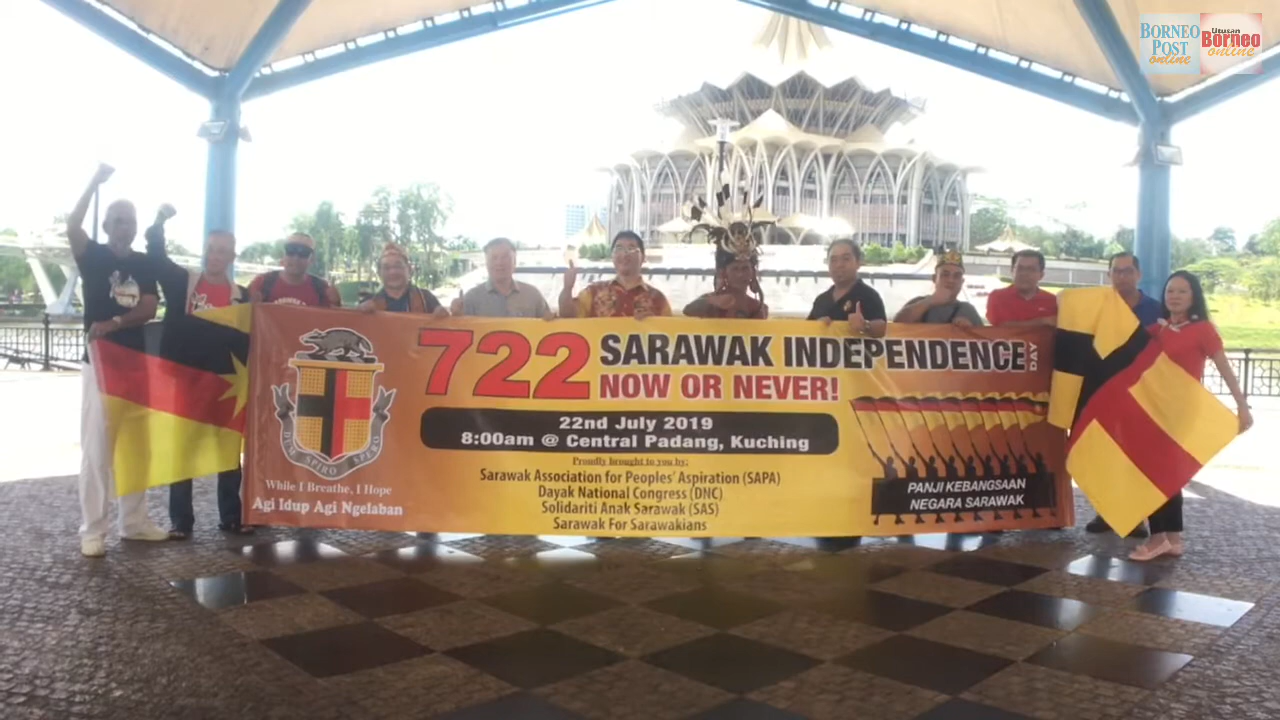 BORNEO
POST
online
Utusan
Borneo
online
722 SARAWAK INDEPENDENCE DAY
NOW OR NEVER!
22nd July 2019
8:00am @ Central Padang, Kuching
Proudly brought to you by:
Sarawak Association for Peoples' Aspiration (SAPA)
Dayak National Congress (DNC)
Solidariti Anak Sarawak (SAS)
Sarawak For Sarawakians
DUM SPIRO SPERO
While I Breathe, I Hope
Agi Idup Agi Ngelaban
PANJI KEBANGSAAN
NEGARA SARAWAK